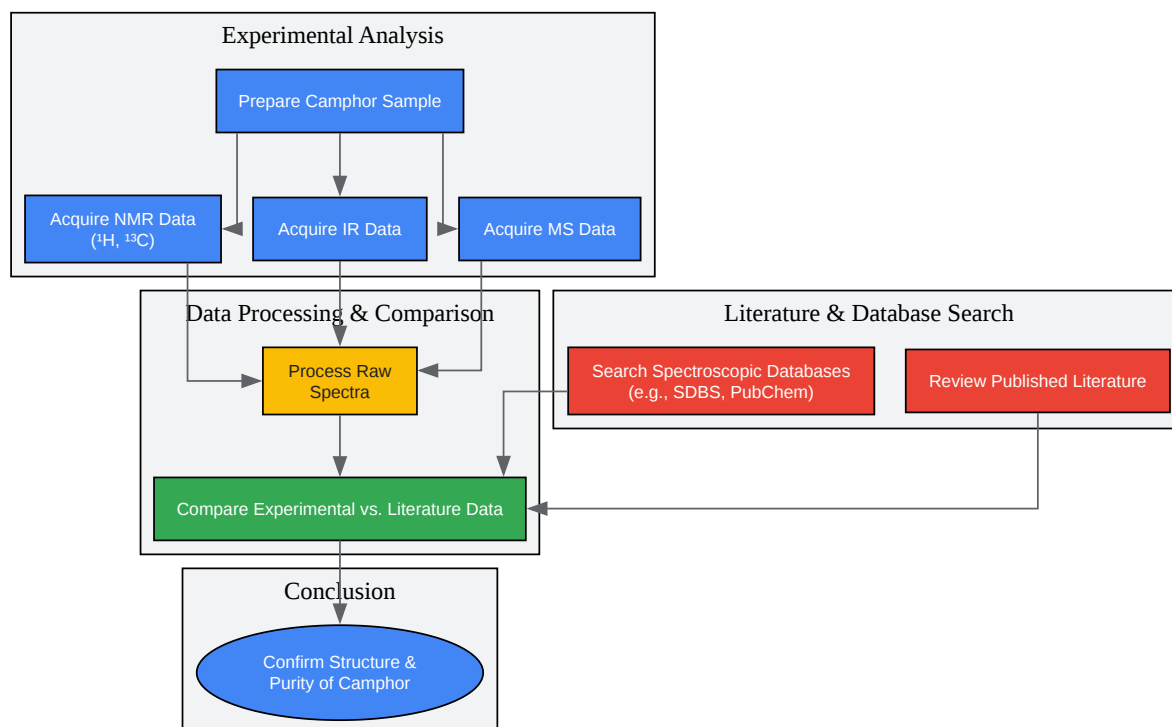 Experimental Analysis
Prepare Camphor Sample
Acquire NMR Data
(¹H, ¹³C)
Acquire IR Data
Acquire MS Data
Data Processing & Comparison
Literature & Database Search
Process Raw
Spectra
Search Spectroscopic Databases
(e.g., SDBS, PubChem)
Review Published Literature
Compare Experimental vs. Literature Data
Conclusion
Confirm Structure &
Purity of Camphor